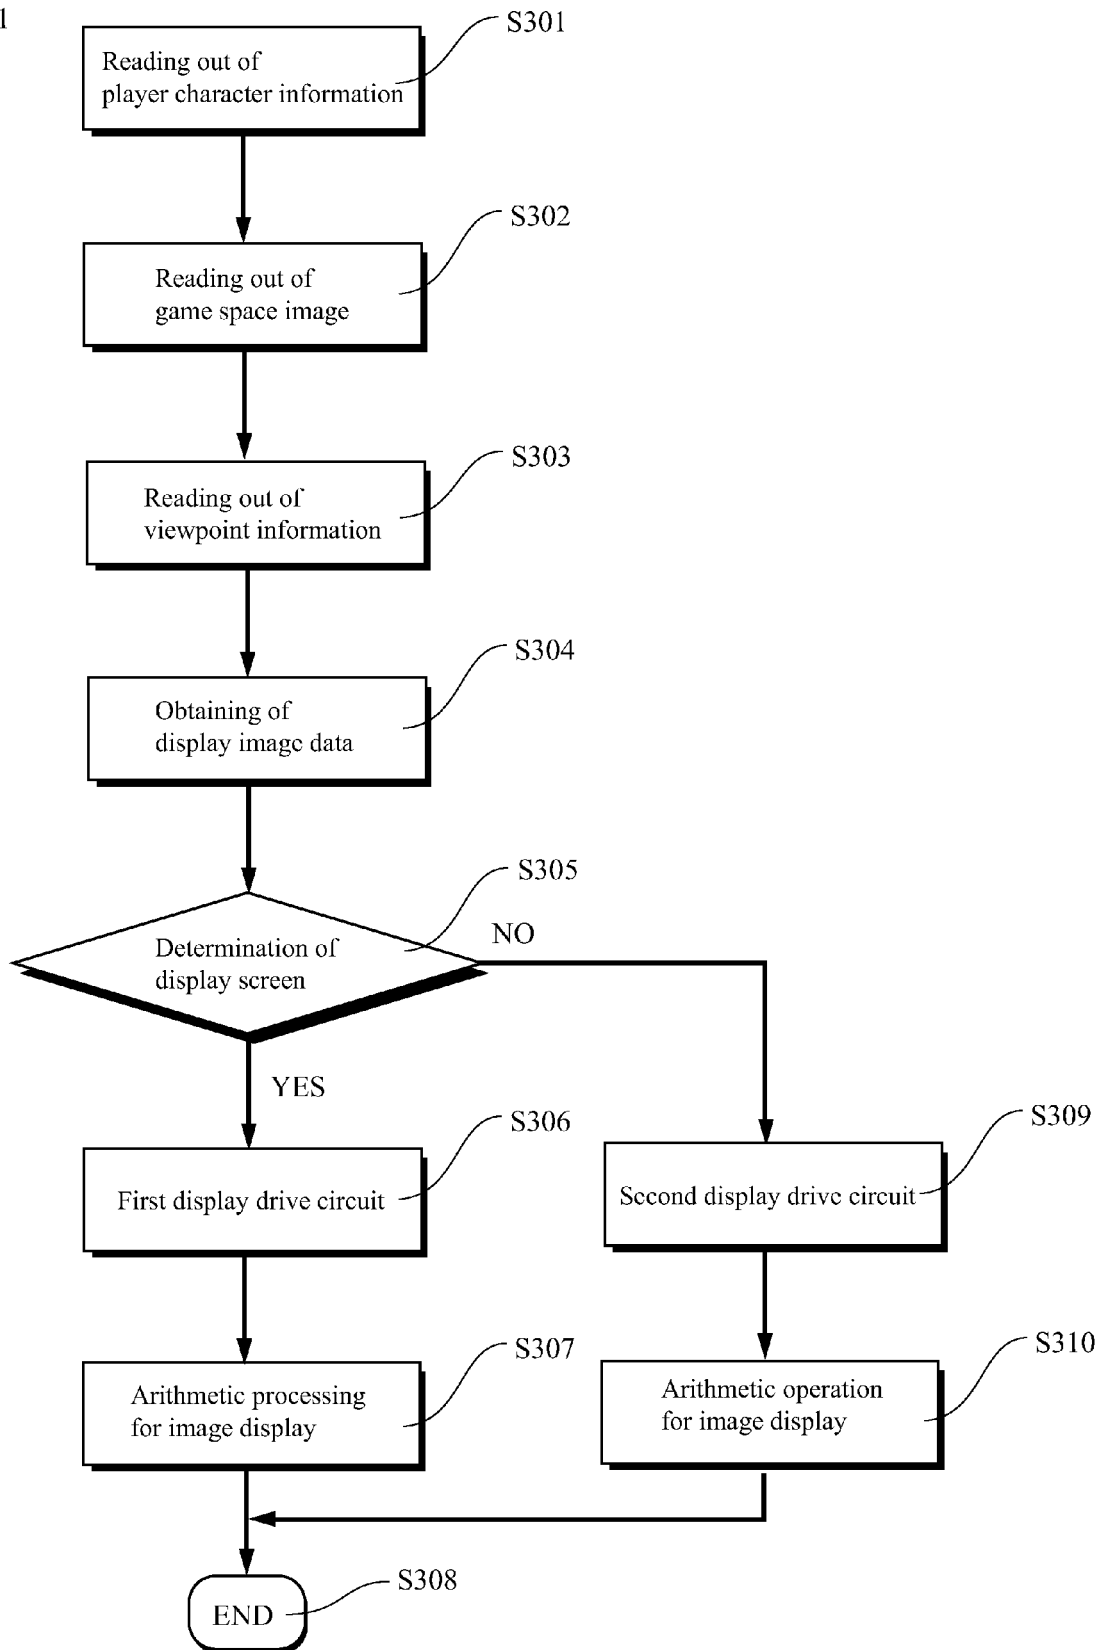 1
S301
Reading out of
player character information
S302
Reading out of
game space image
S303
Reading out of
viewpoint information
S304
Obtaining of
display image data
S305
Determination of
display screen
NO
YES
S306
First display drive circuit
S309
Second display drive circuit
S307
Arithmetic processing
for image display
S310
Arithmetic operation
for image display
S308
END